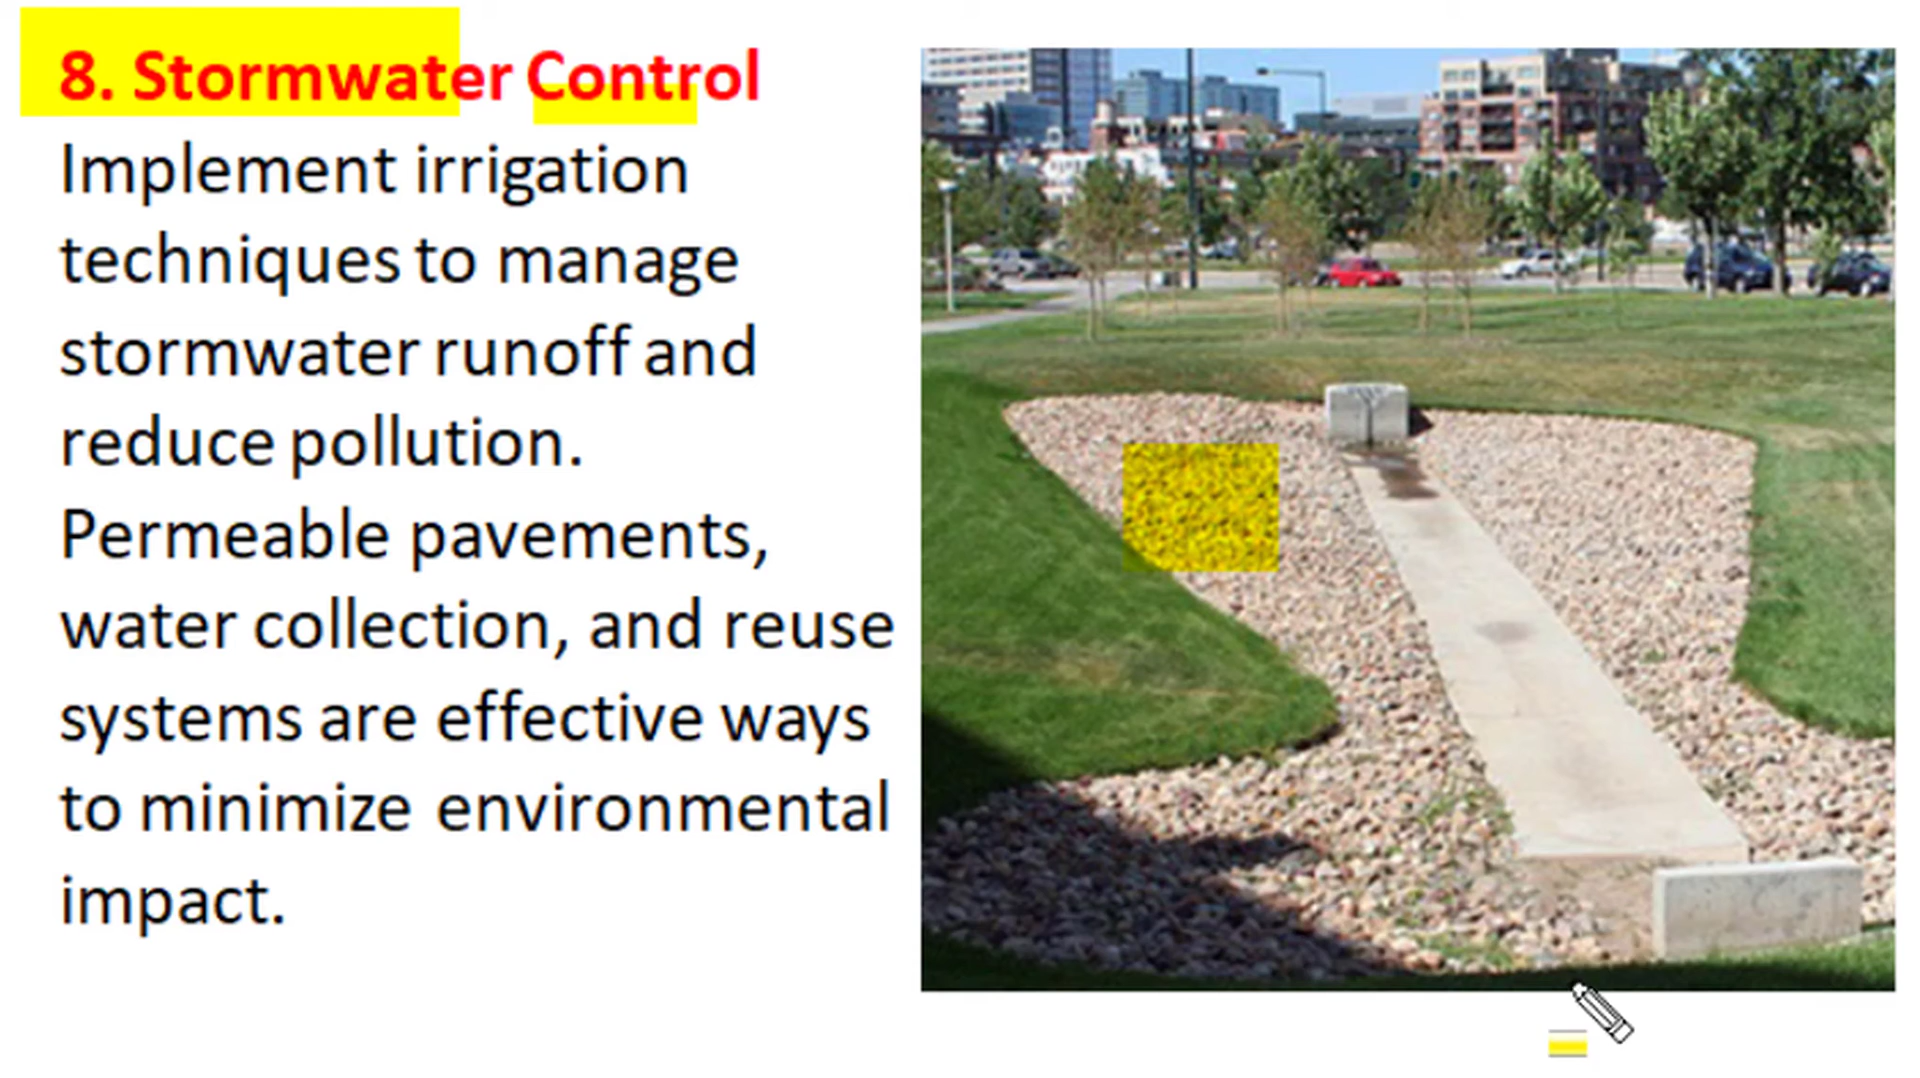 8. Stormwater Control
Implement irrigation
techniques to manage
stormwater runoff and
reduce pollution.
Permeable pavements,
water collection, and reuse
systems are effective ways
to minimize environmental
impact.